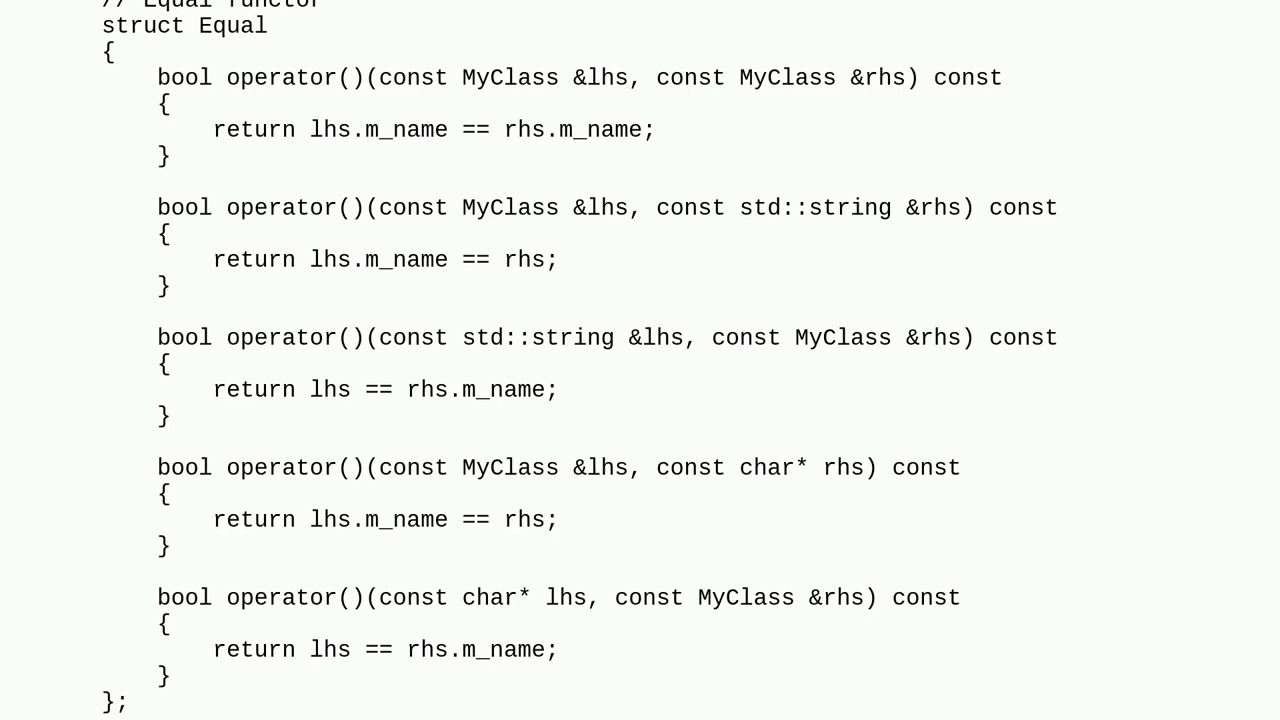 // Equal functor
struct Equal
{
    bool operator()(const MyClass &lhs, const MyClass &rhs) const
    {
        return lhs.m_name == rhs.m_name;
    }

    bool operator()(const MyClass &lhs, const std::string &rhs) const
    {
        return lhs.m_name == rhs;
    }

    bool operator()(const std::string &lhs, const MyClass &rhs) const
    {
        return lhs == rhs.m_name;
    }

    bool operator()(const MyClass &lhs, const char* rhs) const
    {
        return lhs.m_name == rhs;
    }

    bool operator()(const char* lhs, const MyClass &rhs) const
    {
        return lhs == rhs.m_name;
    }
};